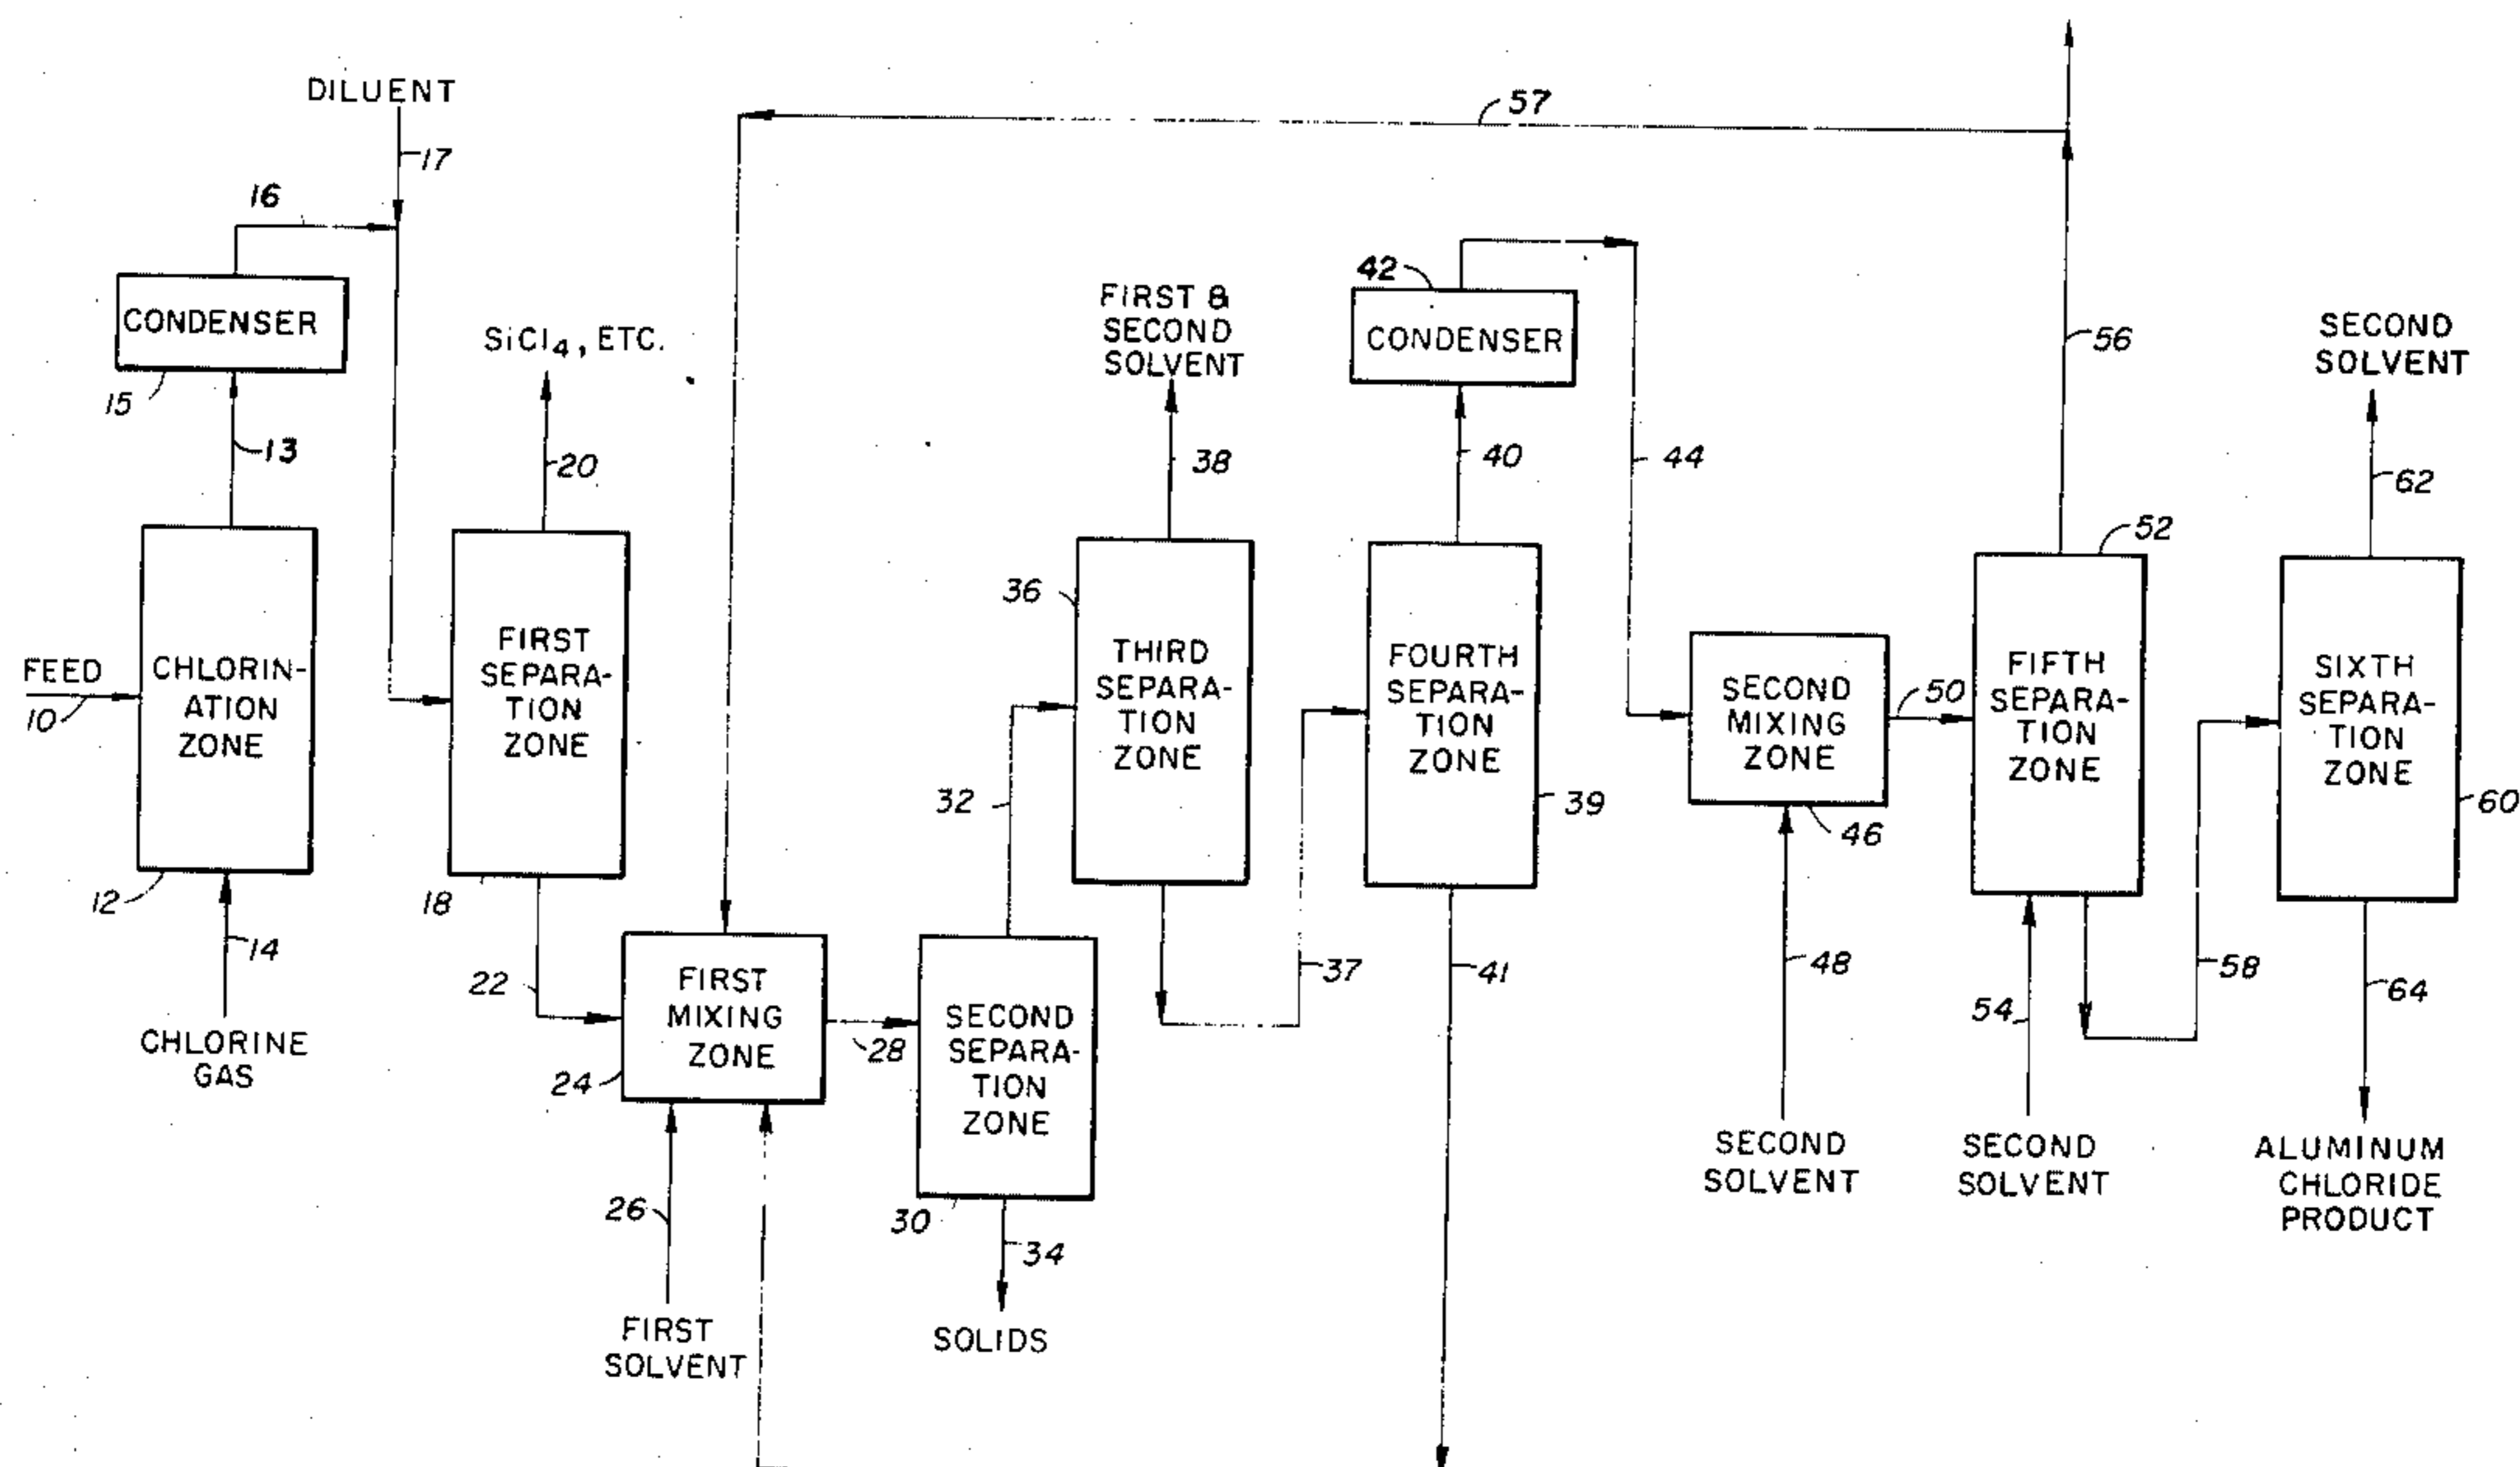 DILUENT
17
16
CONDENSER
15
13
FEED
10
CHLORIN-
ATION
ZONE
12
14
CHLORINE
GAS
SiCl4, ETC.
20
FIRST
SEPARA-
TION
ZONE
18
22
57
FIRST
MIXING
ZONE
24
26
FIRST
SOLVENT
28
SECOND
SEPARA-
TION
ZONE
30
34
SOLIDS
32
FIRST &
SECOND
SOLVENT
38
36
THIRD
SEPARA-
TION
ZONE
37
42
CONDENSER
40
44
FOURTH
SEPARA-
TION
ZONE
39
41
SECOND
MIXING
ZONE
46
48
SECOND
SOLVENT
50
56
52
FIFTH
SEPARA-
TION
ZONE
54
SECOND
SOLVENT
58
SECOND
SOLVENT
62
SIXTH
SEPARA-
TION
ZONE
60
64
ALUMINUM
CHLORIDE
PRODUCT